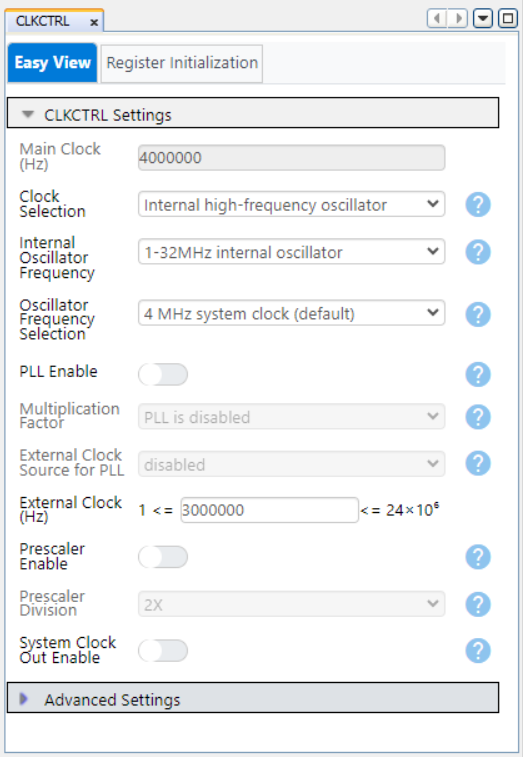 CLKCTRL x
Easy View Register Initialization
CLKCTRL Settings
Main Clock
(Hz)
4000000
Clock
Selection
Internal high-frequency oscillator
?
Internal
Oscillator
Frequency
1-32MHz internal oscillator
?
Oscillator
Frequency
Selection
4 MHz system clock (default)
?
PLL Enable
?
Multiplication
Factor
PLL is disabled
?
External Clock
Source for PLL
disabled
?
External Clock
(Hz)
1 <= 3000000 <= 24×10⁶
Prescaler
Enable
?
Prescaler
Division
2X
?
System Clock
Out Enable
?
Advanced Settings